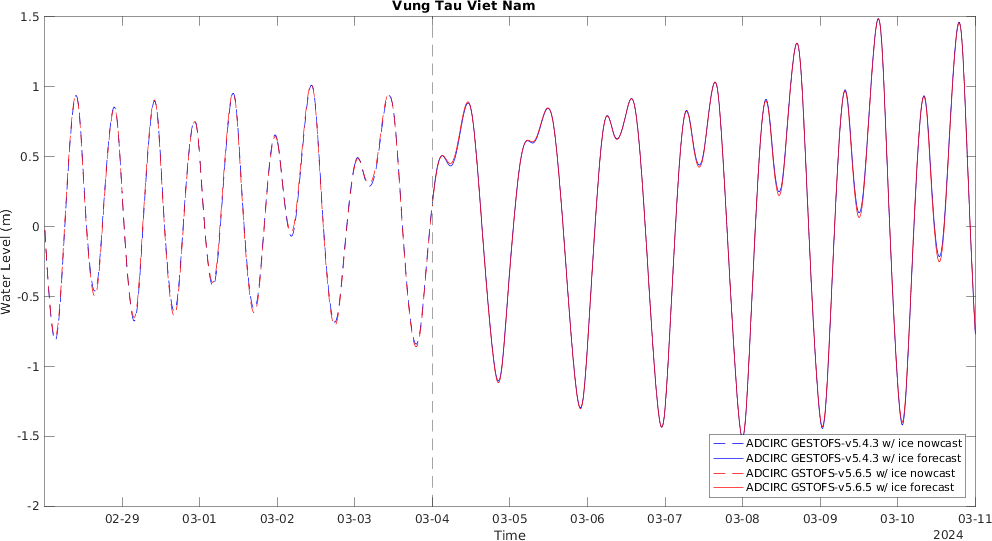 Vung Tau Viet Nam
1.5
1
0.5
0
-0.5
-1
-1.5
-2
Water Level (m)
ADCIRC GESTOFS-v5.4.3 w/ ice nowcast
ADCIRC GESTOFS-v5.4.3 w/ ice forecast
ADCIRC GSTOFS-v5.6.5 w/ ice nowcast
ADCIRC GSTOFS-v5.6.5 w/ ice forecast
02-29 03-01 03-02 03-03 03-04 03-05 03-06 03-07 03-08 03-09 03-10 03-11
Time
2024